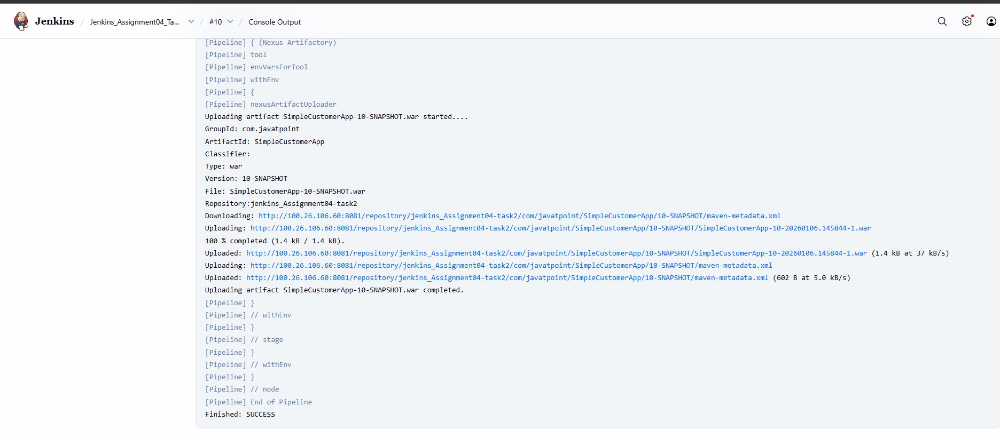 Jenkins / Jenkins_Assignment04_Ta... / #10 / Console Output
[Pipeline] { (Nexus Artifactory)
[Pipeline] tool
[Pipeline] envVarsForTool
[Pipeline] withEnv
[Pipeline] {
[Pipeline] nexusArtifactUploader
Uploading artifact SimpleCustomerApp-10-SNAPSHOT.war started....
GroupId: com.javatpoint
ArtifactId: SimpleCustomerApp
Classifier:
Type: war
Version: 10-SNAPSHOT
File: SimpleCustomerApp-10-SNAPSHOT.war
Repository:jenkins_Assignment04-task2
Downloading: http://100.26.106.60:8081/repository/jenkins_Assignment04-task2/com/javatpoint/SimpleCustomerApp/10-SNAPSHOT/maven-metadata.xml
Uploading: http://100.26.106.60:8081/repository/jenkins_Assignment04-task2/com/javatpoint/SimpleCustomerApp/10-SNAPSHOT/SimpleCustomerApp-10-20260106.145844-1.war
100 % completed (1.4 kB / 1.4 kB).
Uploaded: http://100.26.106.60:8081/repository/jenkins_Assignment04-task2/com/javatpoint/SimpleCustomerApp/10-SNAPSHOT/SimpleCustomerApp-10-20260106.145844-1.war (1.4 kB at 37 kB/s)
Uploading: http://100.26.106.60:8081/repository/jenkins_Assignment04-task2/com/javatpoint/SimpleCustomerApp/10-SNAPSHOT/maven-metadata.xml
Uploaded: http://100.26.106.60:8081/repository/jenkins_Assignment04-task2/com/javatpoint/SimpleCustomerApp/10-SNAPSHOT/maven-metadata.xml (602 B at 5.0 kB/s)
Uploading artifact SimpleCustomerApp-10-SNAPSHOT.war completed.
[Pipeline] }
[Pipeline] // withEnv
[Pipeline] }
[Pipeline] // stage
[Pipeline] }
[Pipeline] // withEnv
[Pipeline] }
[Pipeline] // node
[Pipeline] End of Pipeline
Finished: SUCCESS